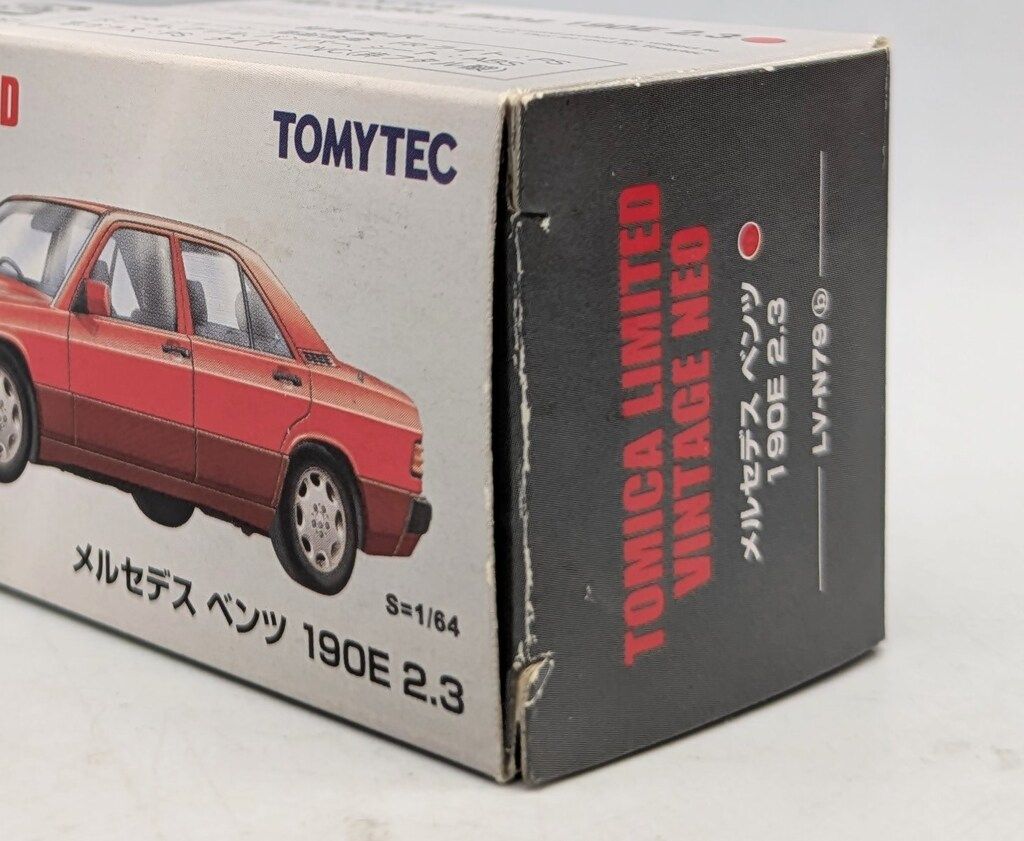 D
TOMYTEC
S=1/64
メルセデス ベンツ 190E 2.3
TOMICA LIMITED
VINTAGE NEO
メルセデス ベンツ
190E 2.3
LV-N79 ⓑ